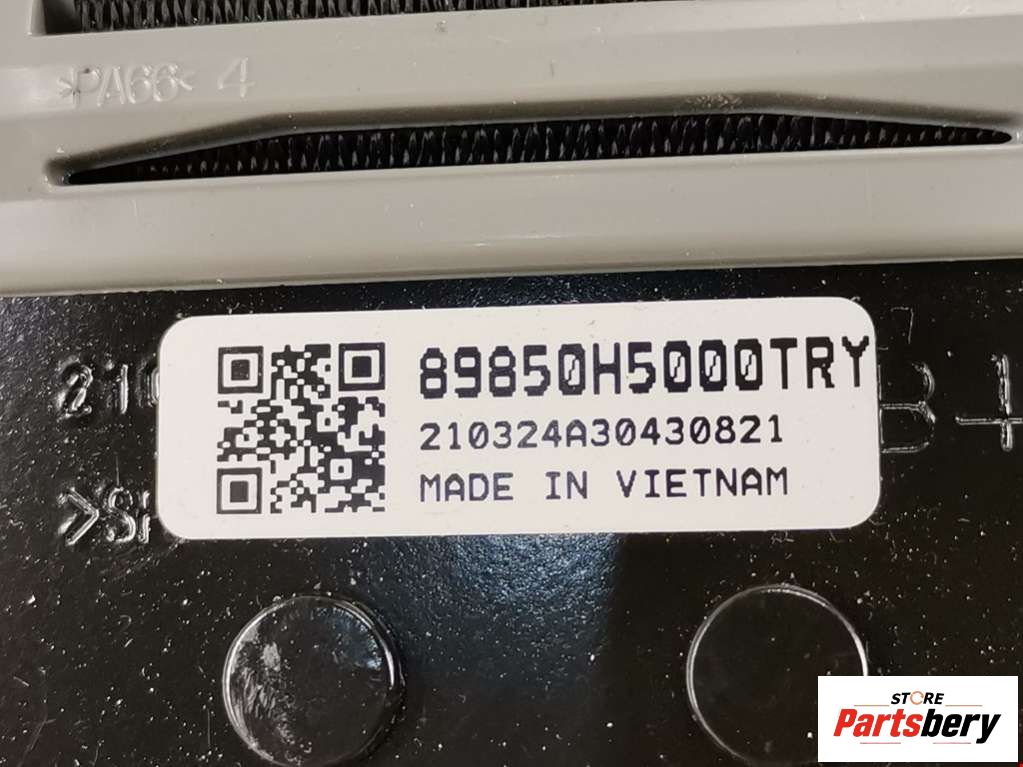 >PA66< 4
89850H5000TRY
210324A30430821
MADE IN VIETNAM
STORE
Partsbery